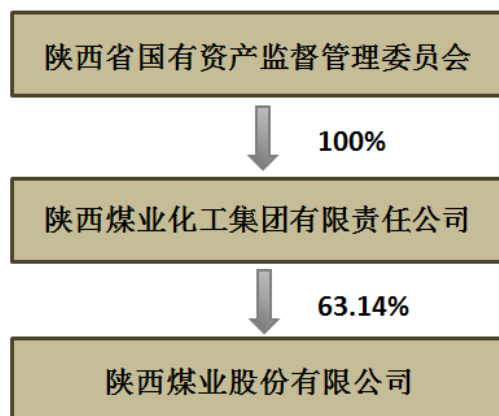 陕西省国有资产监督管理委员会
100%
陕西煤业化工集团有限责任公司
63.14%
陕西煤业股份有限公司